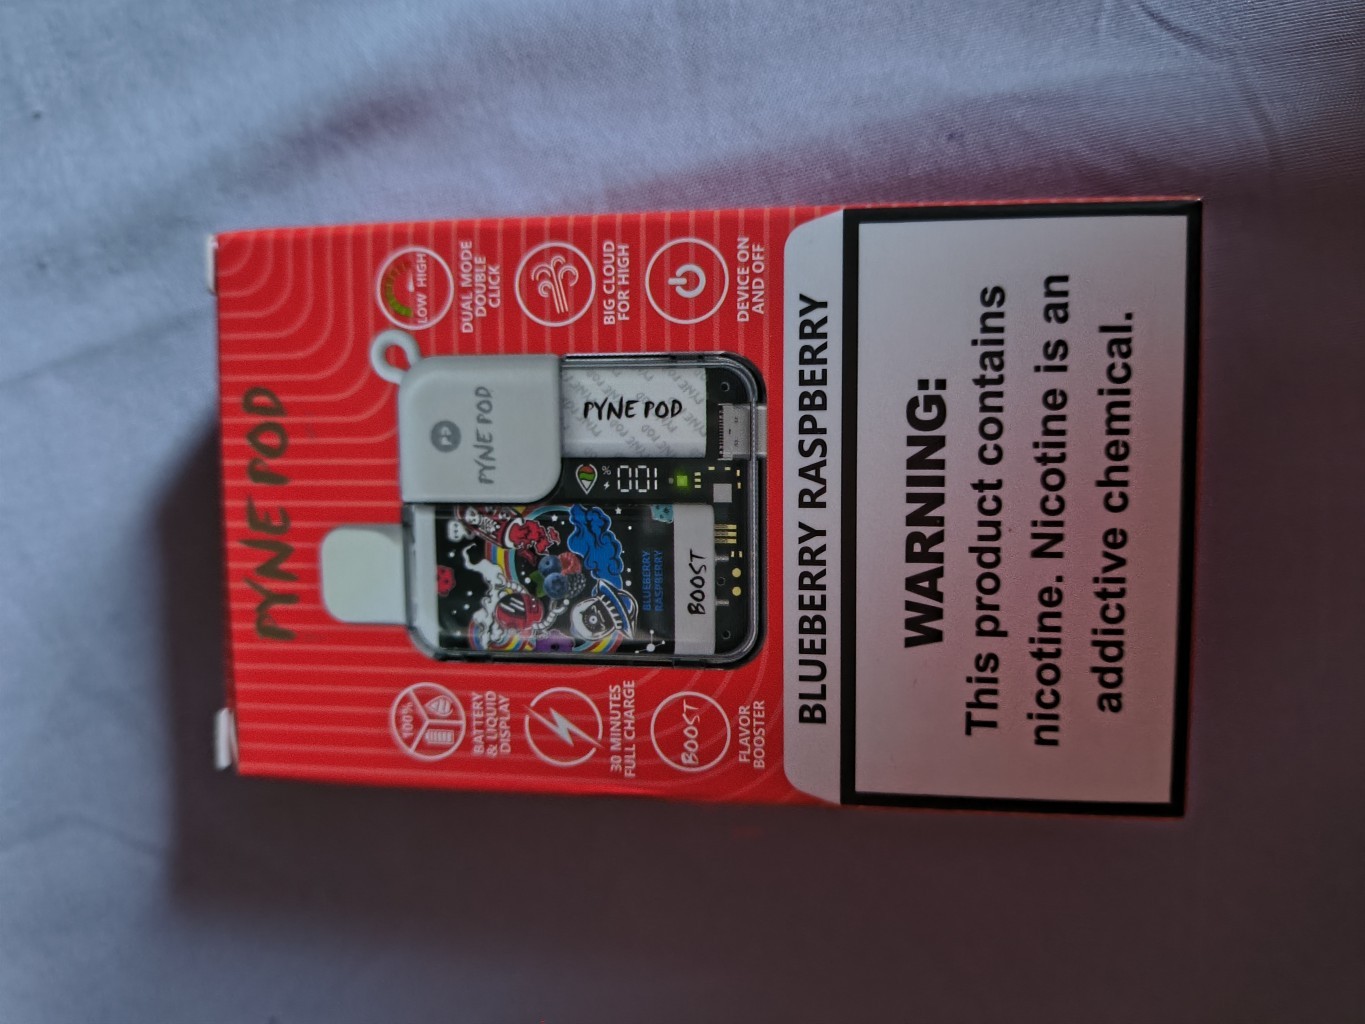 PYNE POD
100%
BATTERY
& LIQUID
DISPLAY
30 MINUTES
FULL CHARGE
BOOST
FLAVOR
BOOSTER
PYNE POD
PYNE POD
100
%
BLUEBERRY
RASPBERRY
BOOST
LOW HIGH
DUAL MODE
DOUBLE
CLICK
BIG CLOUD
FOR HIGH
DEVICE ON
AND OFF
BLUEBERRY RASPBERRY
WARNING:
This product contains
nicotine. Nicotine is an
addictive chemical.